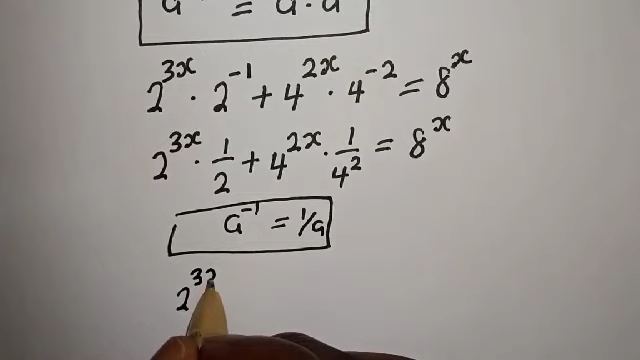 = a · a
2^{3x} · 2^{-1} + 4^{2x} · 4^{-2} = 8^x
2^{3x} · 1/2 + 4^{2x} · 1/4^2 = 8^x
a^{-1} = 1/a
2^3